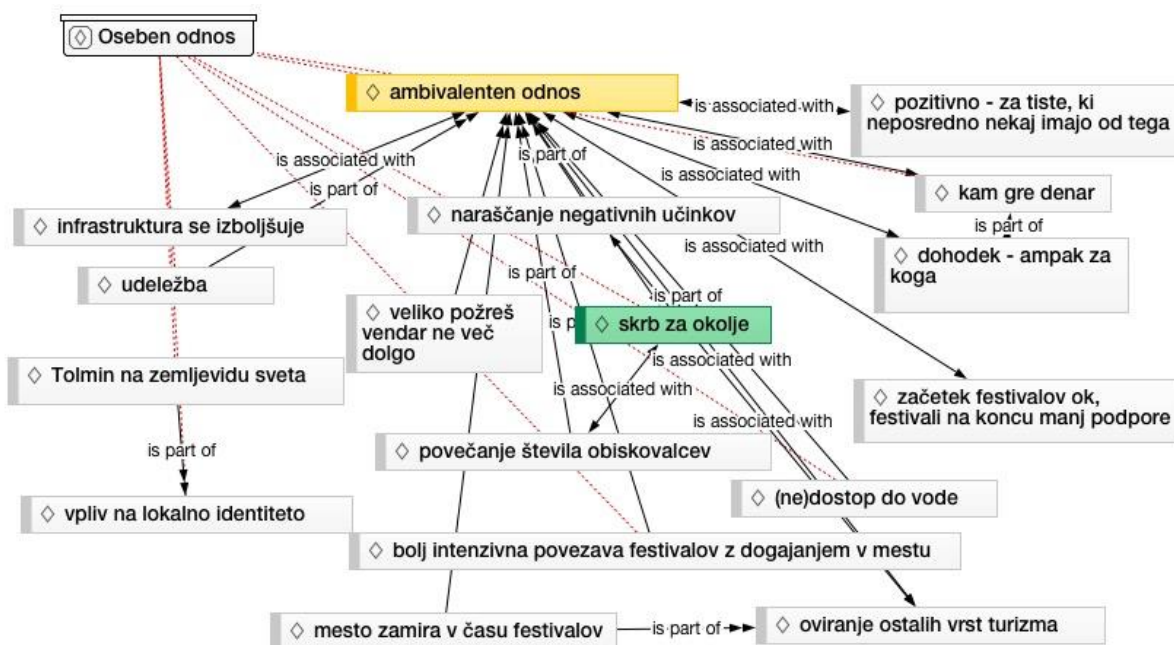 Oseben odnos
ambivalenten odnos
is associated with
pozitivno - za tiste, ki
neposredno nekaj imajo od tega
is associated with
is part of
is associated with
kam gre denar
is part of
is part of
infrastruktura se izboljšuje
naraščanje negativnih učinkov
is associated with
dohodek - ampak za
koga
udeležba
is part of
is part of
veliko požreš
vendar ne več
dolgo
skrb za okolje
is associated with
Tolmin na zemljevidu sveta
is associated with
začetek festivalov ok,
festivali na koncu manj podpore
is associated with
is part of
povečanje števila obiskovalcev
(ne)dostop do vode
vpliv na lokalno identiteto
bolj intenzivna povezava festivalov z dogajanjem v mestu
mesto zamira v času festivalov
is part of
oviranje ostalih vrst turizma